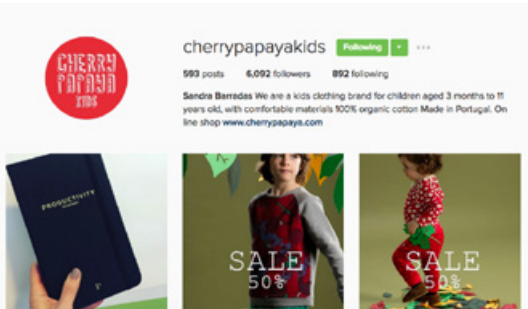 CHERRY
PAPAYA
KIDS
cherrypapayakids Following
593 posts 6,092 followers 892 following
Sandra Barradas We are a kids clothing brand for children aged 3 months to 11
years old, with comfortable materials 100% organic cotton Made in Portugal. On
line shop www.cherrypapaya.com
PRODUCTIVITY
SALE
50%
SALE
50%